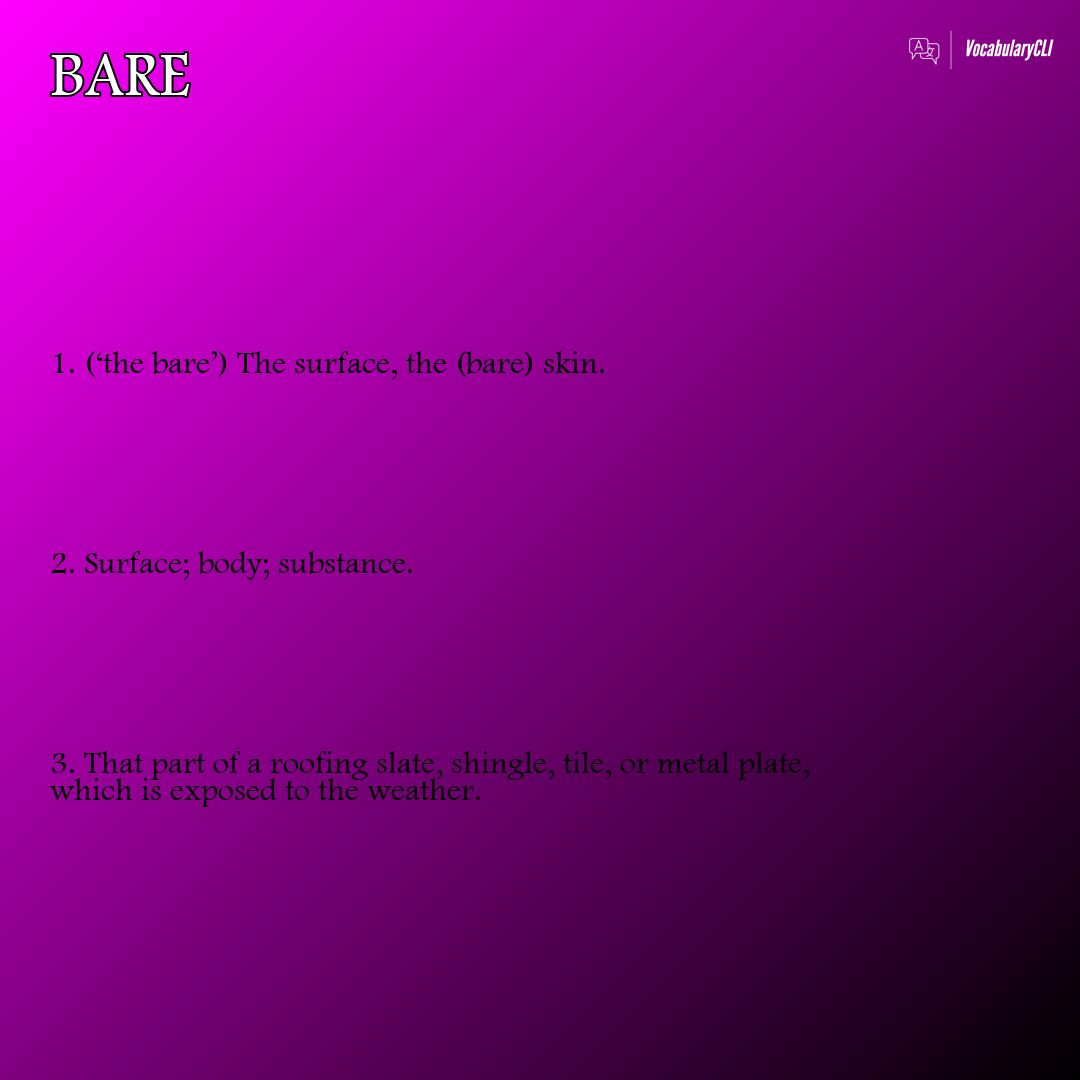 BARE
VocabularyCLI
1. (‘the bare’) The surface, the (bare) skin.
2. Surface; body; substance.
3. That part of a roofing slate, shingle, tile, or metal plate,
which is exposed to the weather.